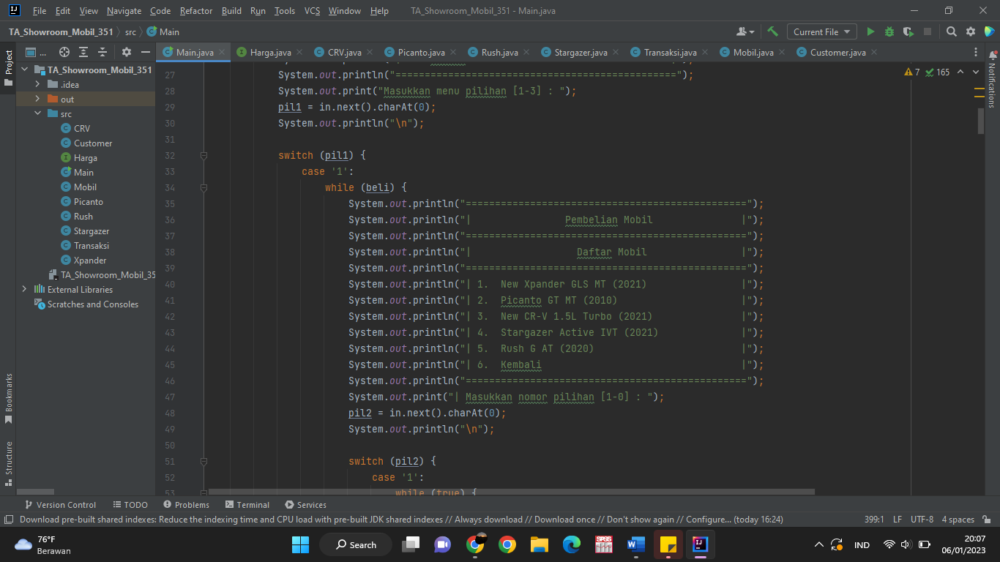 File Edit View Navigate Code Refactor Build Run Tools VCS Window Help TA_Showroom_Mobil_351 - Main.java
TA_Showroom_Mobil_351 src Main Current File
Project ... Main.java Harga.java CRV.java Picanto.java Rush.java Stargazer.java Transaksi.java Mobil.java Customer.java
TA_Showroom_Mobil_351
.idea
out
src
CRV
Customer
Harga
Main
Mobil
Picanto
Rush
Stargazer
Transaksi
Xpander
TA_Showroom_Mobil_35
External Libraries
Scratches and Consoles
27 System.out.println("================================================");
28 System.out.print("Masukkan menu pilihan [1-3] : ");
29 pil1 = in.next().charAt(0);
30 System.out.println("\n");
31
32 switch (pil1) {
33 case '1':
34 while (beli) {
35 System.out.println("================================================");
36 System.out.println("|                Pembelian Mobil               |");
37 System.out.println("================================================");
38 System.out.println("|                  Daftar Mobil                |");
39 System.out.println("================================================");
40 System.out.println("| 1.  New Xpander GLS MT (2021)                |");
41 System.out.println("| 2.  Picanto GT MT (2010)                     |");
42 System.out.println("| 3.  New CR-V 1.5L Turbo (2021)               |");
43 System.out.println("| 4.  Stargazer Active IVT (2021)              |");
44 System.out.println("| 5.  Rush G AT (2020)                         |");
45 System.out.println("| 6.  Kembali                                  |");
46 System.out.println("================================================");
47 System.out.print("| Masukkan nomor pilihan [1-0] : ");
48 pil2 = in.next().charAt(0);
49 System.out.println("\n");
50
51 switch (pil2) {
52 case '1':
53 while (true) {
7 165
Notifications
Bookmarks
Structure
Version Control TODO Problems Terminal Services
Download pre-built shared indexes: Reduce the indexing time and CPU load with pre-built JDK shared indexes // Always download // Download once // Don't show again // Configure... (today 16:24) 399:1 LF UTF-8 4 spaces
76°F
Berawan
Search
SPSS
IND
20:07
06/01/2023